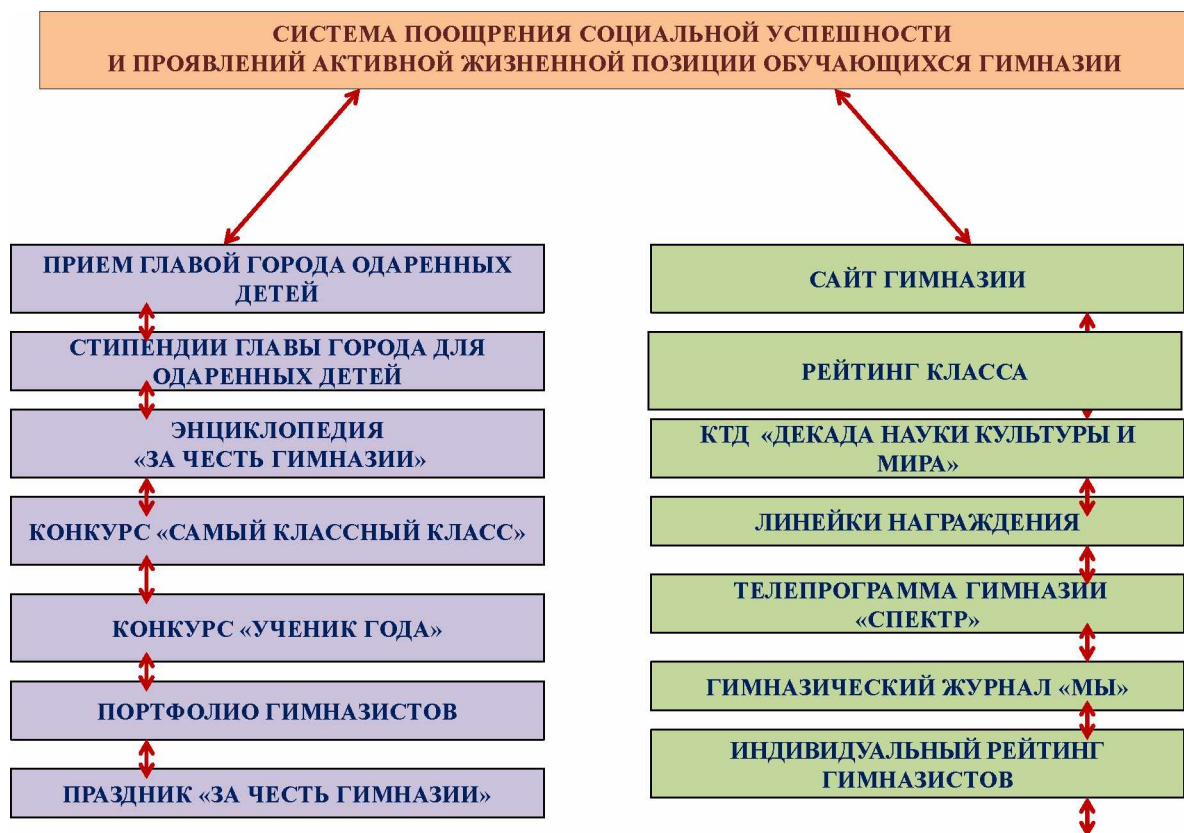 СИСТЕМА ПООЩРЕНИЯ СОЦИАЛЬНОЙ УСПЕШНОСТИ
И ПРОЯВЛЕНИЙ АКТИВНОЙ ЖИЗНЕННОЙ ПОЗИЦИИ ОБУЧАЮЩИХСЯ ГИМНАЗИИ
ПРИЕМ ГЛАВОЙ ГОРОДА ОДАРЕННЫХ
ДЕТЕЙ
СТИПЕНДИИ ГЛАВЫ ГОРОДА ДЛЯ
ОДАРЕННЫХ ДЕТЕЙ
ЭНЦИКЛОПЕДИЯ
«ЗА ЧЕСТЬ ГИМНАЗИИ»
КОНКУРС «САМЫЙ КЛАССНЫЙ КЛАСС»
КОНКУРС «УЧЕНИК ГОДА»
ПОРТФОЛИО ГИМНАЗИСТОВ
ПРАЗДНИК «ЗА ЧЕСТЬ ГИМНАЗИИ»
САЙТ ГИМНАЗИИ
РЕЙТИНГ КЛАССА
КТД «ДЕКАДА НАУКИ КУЛЬТУРЫ И
МИРА»
ЛИНЕЙКИ НАГРАЖДЕНИЯ
ТЕЛЕПРОГРАММА ГИМНАЗИИ
«СПЕКТР»
ГИМНАЗИЧЕСКИЙ ЖУРНАЛ «МЫ»
ИНДИВИДУАЛЬНЫЙ РЕЙТИНГ
ГИМНАЗИСТОВ